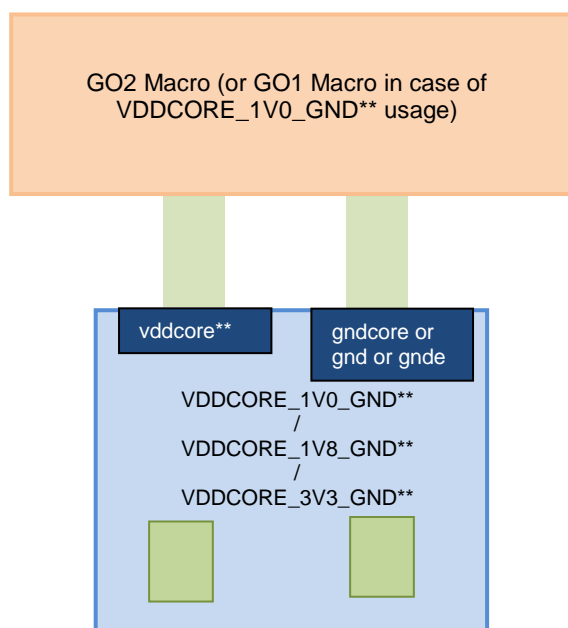 GO2 Macro (or GO1 Macro in case of
VDDCORE_1V0_GND** usage)
vddcore**
gndcore or
gnd or gnde
VDDCORE_1V0_GND**
/
VDDCORE_1V8_GND**
/
VDDCORE_3V3_GND**